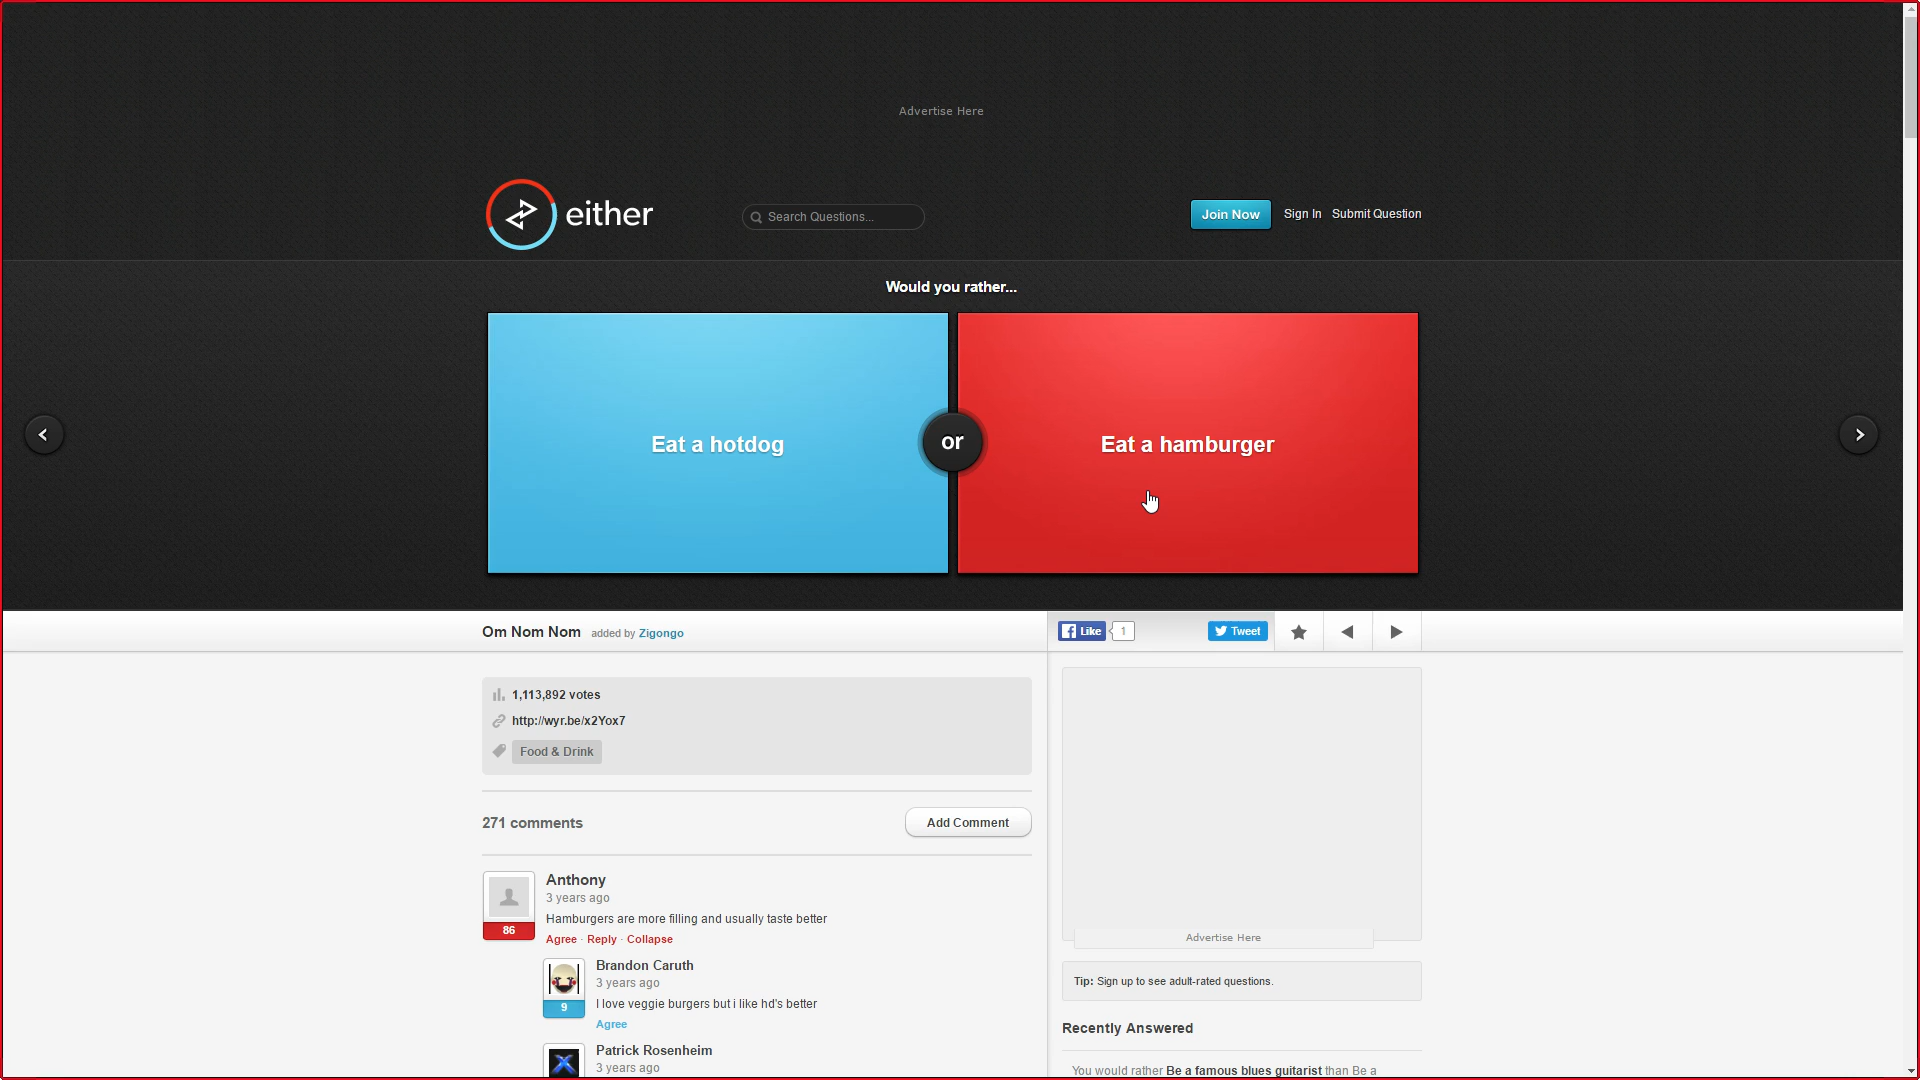 Advertise Here
either
Search Questions...
Join Now Sign In Submit Question
Would you rather...
Eat a hotdog
or
Eat a hamburger
Om Nom Nom added by Zigongo
Like 1
Tweet
1,113,892 votes
http://wyr.be/x2Yox7
Food & Drink
271 comments
Add Comment
Anthony
3 years ago
86
Hamburgers are more filling and usually taste better
Agree · Reply · Collapse
Brandon Caruth
3 years ago
9
I love veggie burgers but i like hd's better
Agree
Patrick Rosenheim
3 years ago
Advertise Here
Tip: Sign up to see adult-rated questions.
Recently Answered
You would rather Be a famous blues guitarist than Be a